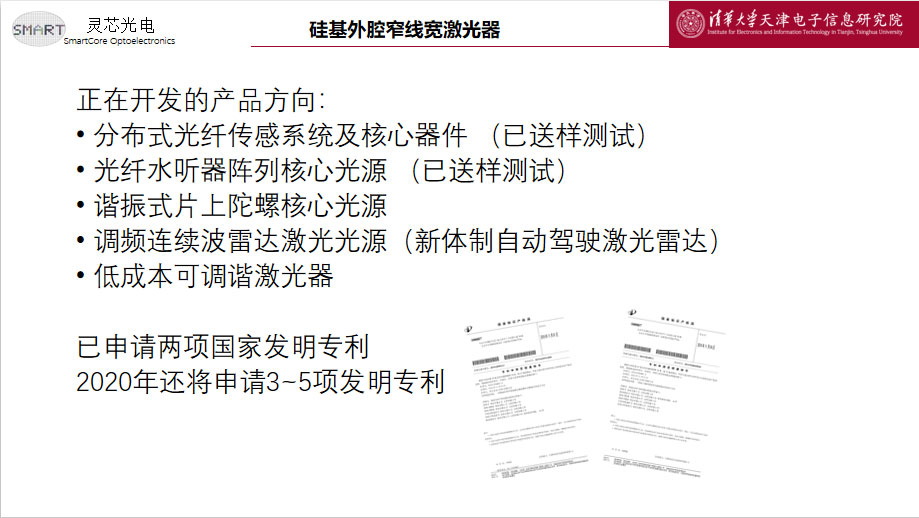 SMART
灵芯光电
SmartCore Optoelectronics
硅基外腔窄线宽激光器
清华大学天津电子信息研究院
Institute for Electronics and Information Technology in Tianjin, Tsinghua University
正在开发的产品方向：
• 分布式光纤传感系统及核心器件 （已送样测试）
• 光纤水听器阵列核心光源 （已送样测试）
• 谐振式片上陀螺核心光源
• 调频连续波雷达激光光源（新体制自动驾驶激光雷达）
• 低成本可调谐激光器
已申请两项国家发明专利
2020年还将申请3~5项发明专利